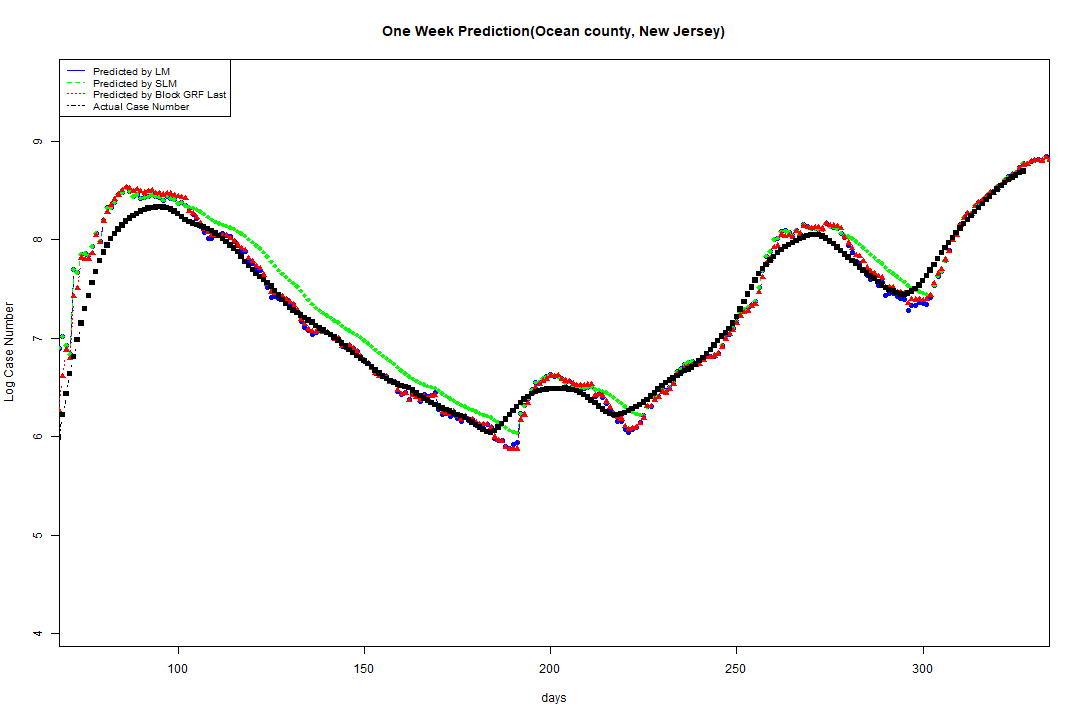 One Week Prediction(Ocean county, New Jersey)
Predicted by LM
Predicted by SLM
Predicted by Block GRF Last
Actual Case Number
Log Case Number
9
8
7
6
5
4
100 150 200 250 300
days